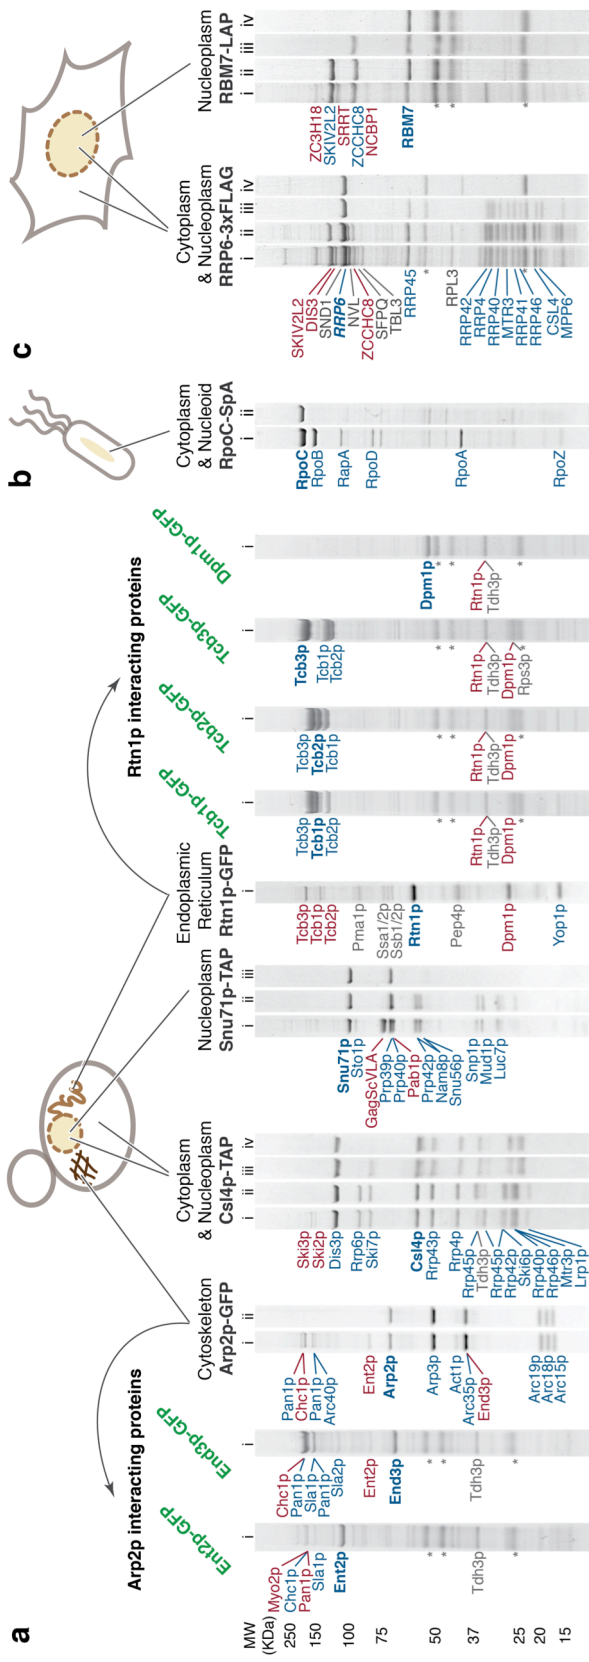 a
Arp2p interacting proteins
Rtn1p interacting proteins
Ent2p-GFP
End3p-GFP
Cytoskeleton
Arp2p-GFP
Cytoplasm
& Nucleoplasm
Csl4p-TAP
Nucleoplasm
Snu71p-TAP
Endoplasmic
Reticulum
Rtn1p-GFP
Tcb1p-GFP
Tcb2p-GFP
Tcb3p-GFP
Dpm1p-GFP
MW
(KDa)
250
150
100
75
50
37
25
20
15
i
Myo2p
Chc1p
Pan1p
Sla1p
Ent2p
*
*
Tdh3p
*
i
Chc1p
Pan1p
Sla1p
Pan1p
Sla2p
Ent2p
End3p
*
*
Tdh3p
*
i ii
Pan1p
Chc1p
Pan1p
Arc40p
Ent2p
Arp2p
Arp3p
Act1p
Arc35p
End3p
Arc19p
Arc18p
Arc15p
i ii iii iv
Ski3p
Ski2p
Dis3p
Rrp6p
Ski7p
Csl4p
Rrp43p
Rrp4p
Rrp45p
Tdh3p
Rrp45p
Rrp42p
Ski6p
Rrp40p
Rrp46p
Mtr3p
Lrp1p
i ii iii
Snu71p
Sto1p
GagScVLA
Prp39p
Prp40p
Pab1p
Prp42p
Nam8p
Snu56p
Snp1p
Mud1p
Luc7p
i
Tcb3p
Tcb1p
Tcb2p
Pma1p
Ssa1/2p
Ssb1/2p
Rtn1p
Pep4p
Dpm1p
Yop1p
i
Tcb3p
Tcb1p
Tcb2p
*
*
Rtn1p
Tdh3p
Dpm1p
*
i
Tcb3p
Tcb2p
Tcb1p
*
*
Rtn1p
Tdh3p
Dpm1p
*
i
Tcb3p
Tcb1p
Tcb2p
*
*
Rtn1p
Tdh3p
Dpm1p
Rps3p
*
i
Dpm1p
*
*
Rtn1p
Tdh3p
*
b
Cytoplasm
& Nucleoid
RpoC-SpA
i ii
RpoC
RpoB
RapA
RpoD
RpoA
RpoZ
c
Cytoplasm
& Nucleoplasm
RRP6-3xFLAG
i ii iii iv
SKIV2L2
DIS3
SND1
RRP6
NVL
ZCCHC8
SFPQ
TBL3
RRP45
*
RPL3
RRP42
RRP4
RRP40
MTR3
RRP41
RRP46
CSL4
MPP6
*
Nucleoplasm
RBM7-LAP
i ii iii iv
ZC3H18
SKIV2L2
SRRT
ZCCHC8
NCBP1
RBM7
*
*
*